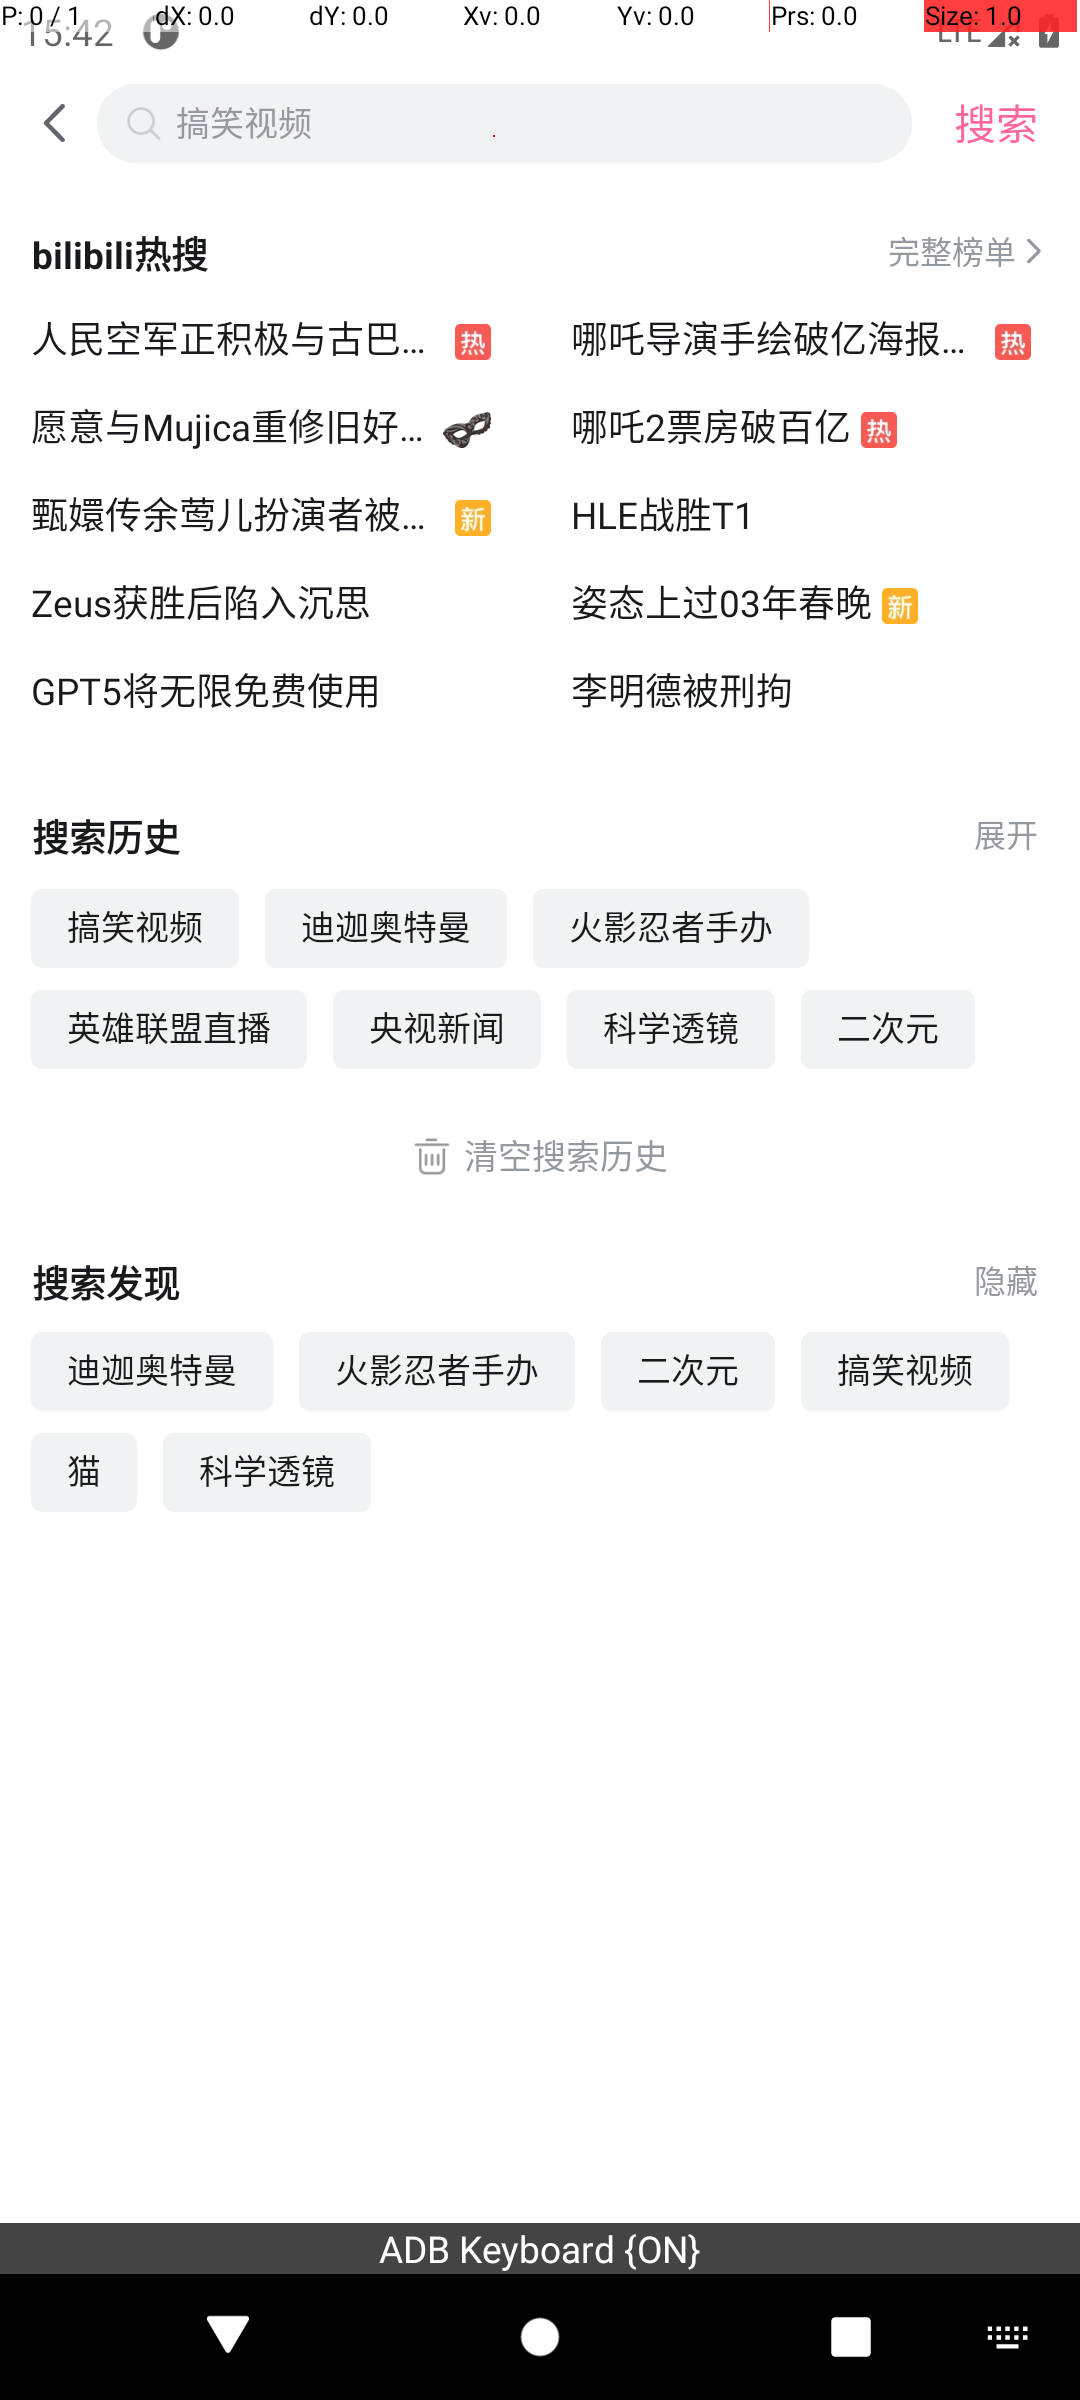 P: 0 / 1 dX: 0.0 dY: 0.0 Xv: 0.0 Yv: 0.0 Prs: 0.0 Size: 1.0
15:42 LTE
搞笑视频 搜索
bilibili热搜 完整榜单
人民空军正积极与古巴... 热 哪吒导演手绘破亿海报... 热
愿意与Mujica重修旧好... 哪吒2票房破百亿 热
甄嬛传余莺儿扮演者被... 新 HLE战胜T1
Zeus获胜后陷入沉思 姿态上过03年春晚 新
GPT5将无限免费使用 李明德被刑拘
搜索历史 展开
搞笑视频 迪迦奥特曼 火影忍者手办
英雄联盟直播 央视新闻 科学透镜 二次元
清空搜索历史
搜索发现 隐藏
迪迦奥特曼 火影忍者手办 二次元 搞笑视频
猫 科学透镜
ADB Keyboard {ON}